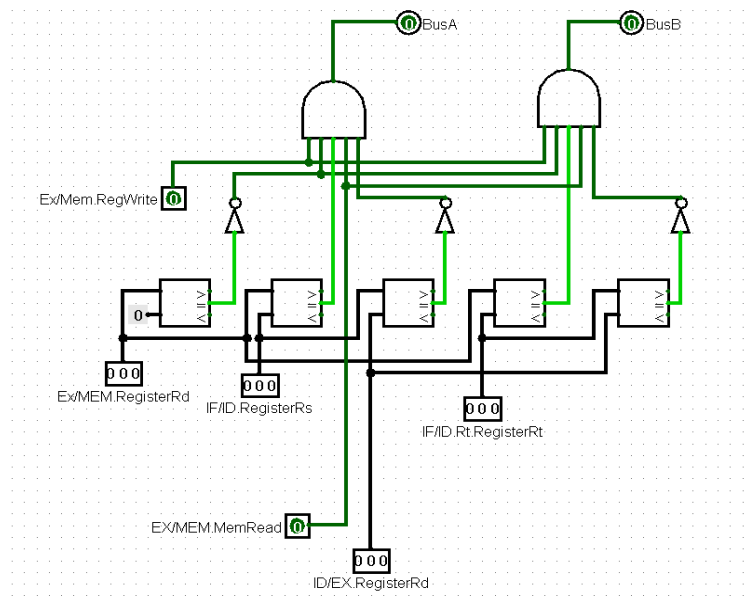 0 BusA
0 BusB
Ex/Mem.RegWrite 0
> = <
> = <
> = <
> = <
> = <
0
0 0 0
Ex/MEM.RegisterRd
0 0 0
IF/ID.RegisterRs
0 0 0
IF/ID.Rt.RegisterRt
EX/MEM.MemRead 0
0 0 0
ID/EX.RegisterRd